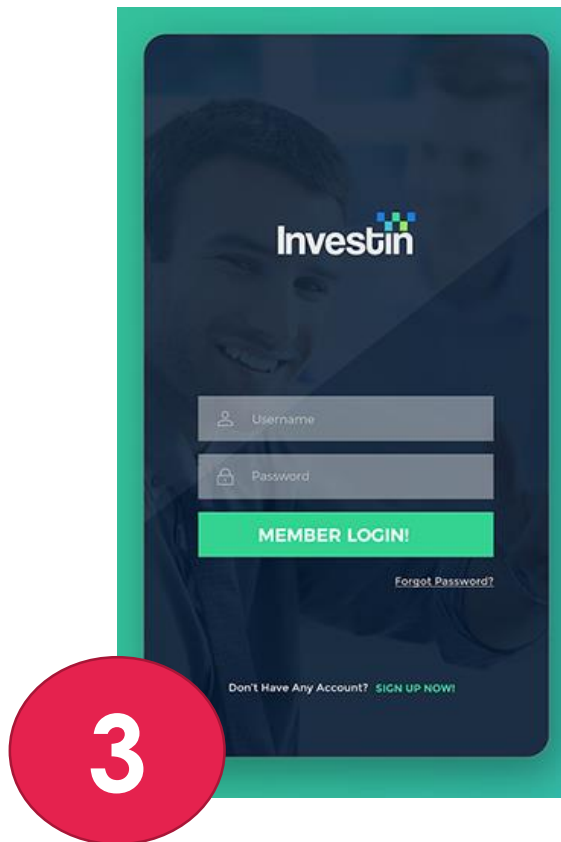 Investin
Username
Password
MEMBER LOGIN!
Forgot Password?
Don't Have Any Account? SIGN UP NOW!
3